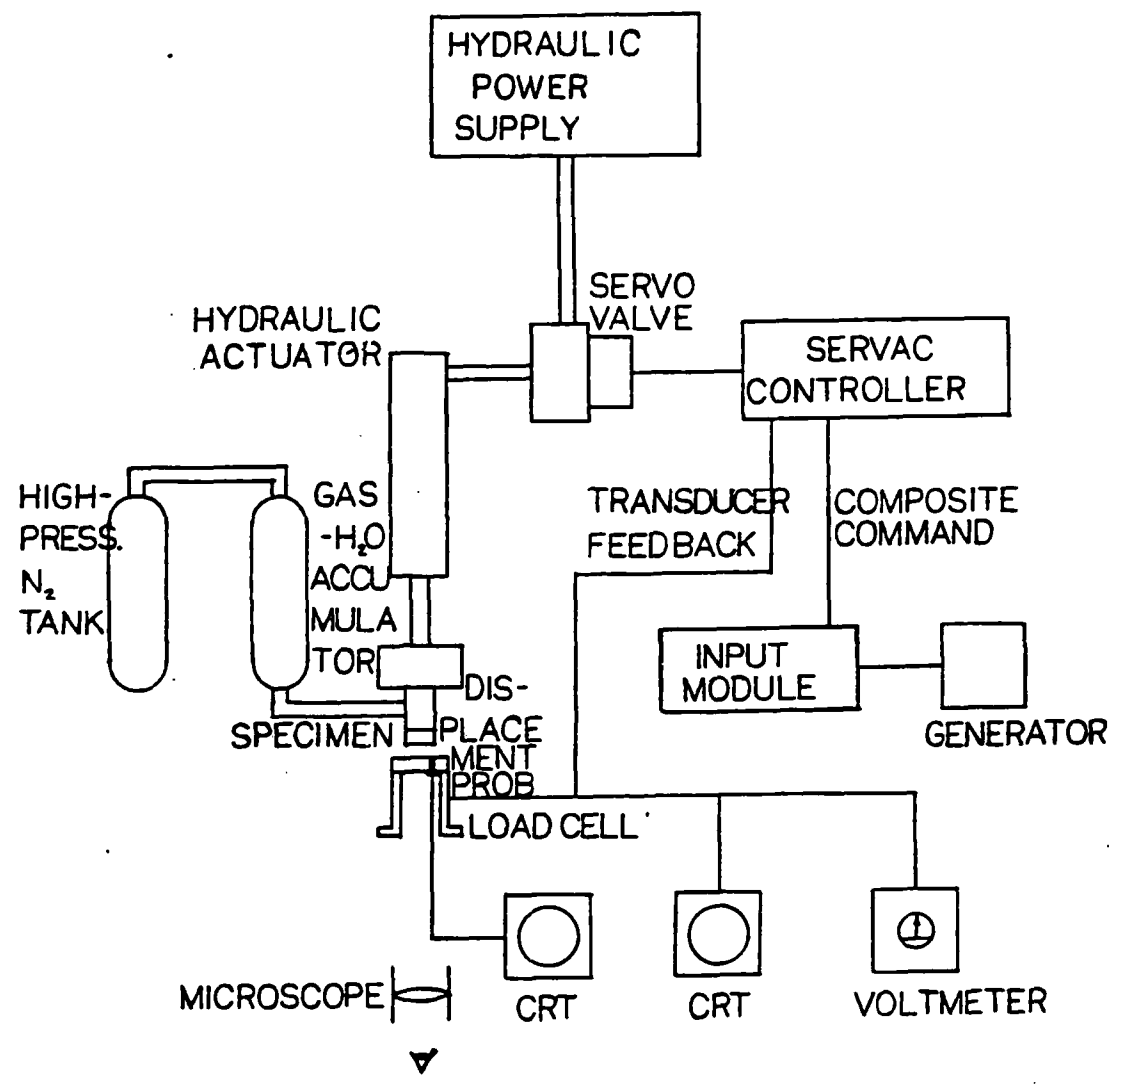 HYDRAULIC
POWER
SUPPLY
SERVO
VALVE
HYDRAULIC
ACTUATOR
SERVAC
CONTROLLER
HIGH-
PRESS.
N₂
TANK
GAS
-H₂O
ACCU
MULA
TOR
TRANSDUCER
FEEDBACK
COMPOSITE
COMMAND
INPUT
MODULE
GENERATOR
SPECIMEN
DIS-
PLACE
MENT
PROB
LOAD CELL
MICROSCOPE
CRT
CRT
VOLTMETER